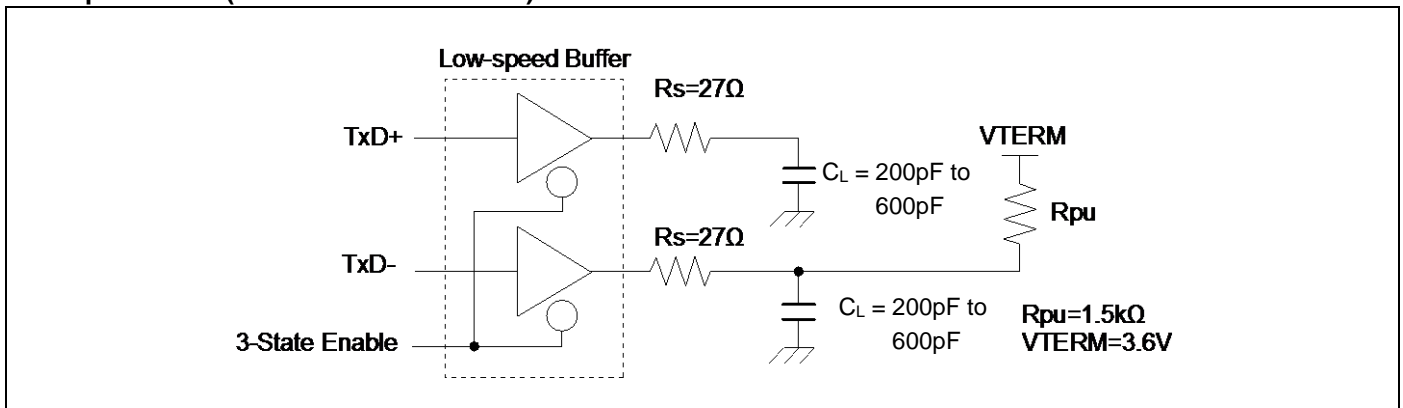 Low-speed Buffer
Rs=27Ω
TxD+
VTERM
CL = 200pF to
600pF
Rpu
Rs=27Ω
TxD-
CL = 200pF to
600pF
Rpu=1.5kΩ
VTERM=3.6V
3-State Enable